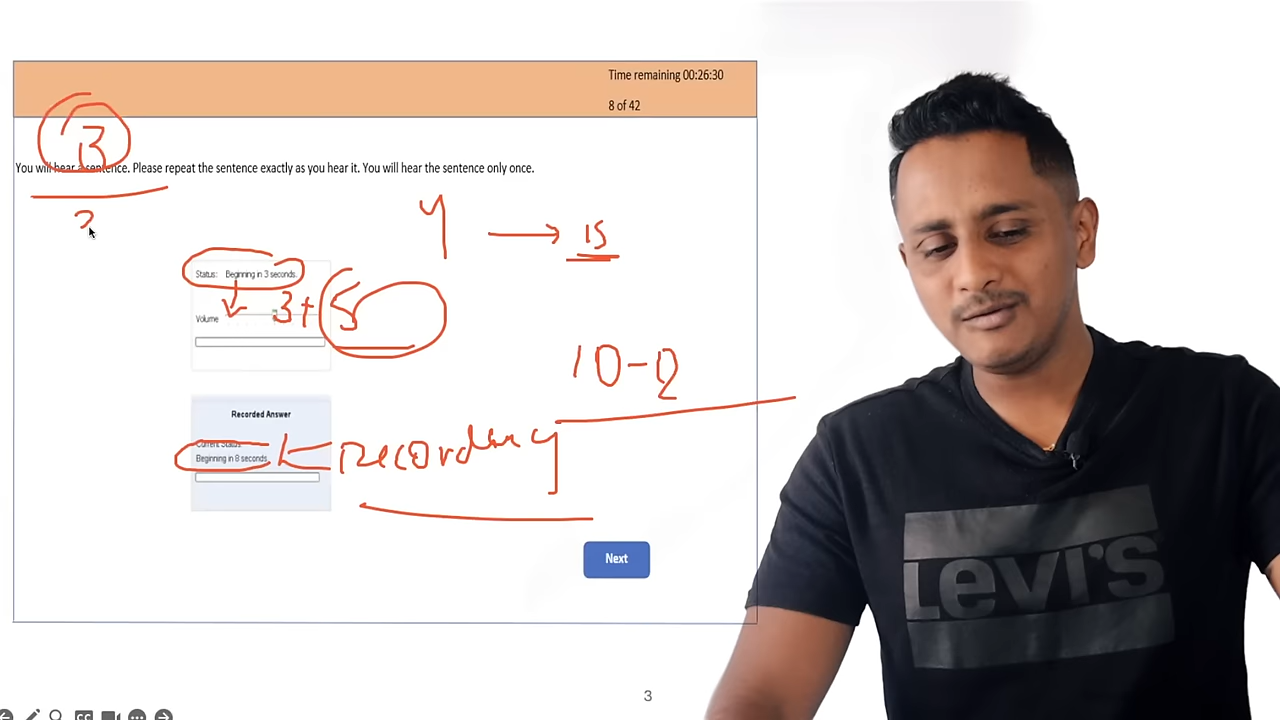 Time remaining 00:26:30
8 of 42
13
You will hear a sentence. Please repeat the sentence exactly as you hear it. You will hear the sentence only once.
3
y → 15
Status: Beginning in 3 seconds.
3 + 5
Volume
10-12
Recorded Answer
Current Status:
Beginning in 8 seconds.
Recording
Next
LEVI'S
3